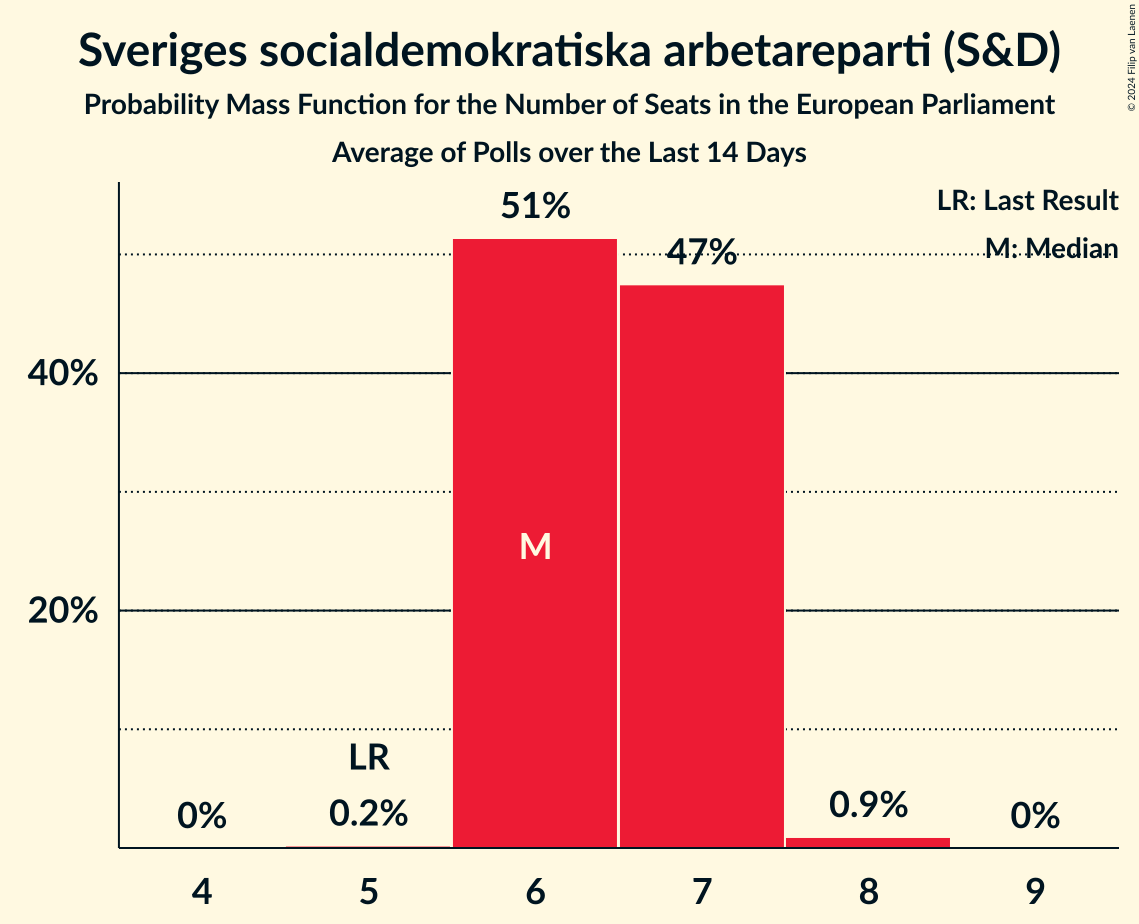 Sveriges socialdemokratiska arbetareparti (S&D)
Probability Mass Function for the Number of Seats in the European Parliament
Average of Polls over the Last 14 Days
© 2024 Filip van Laenen
LR: Last Result
M: Median
51%
47%
40%
M
20%
LR
0%
0.2%
0.9%
0%
4 5 6 7 8 9